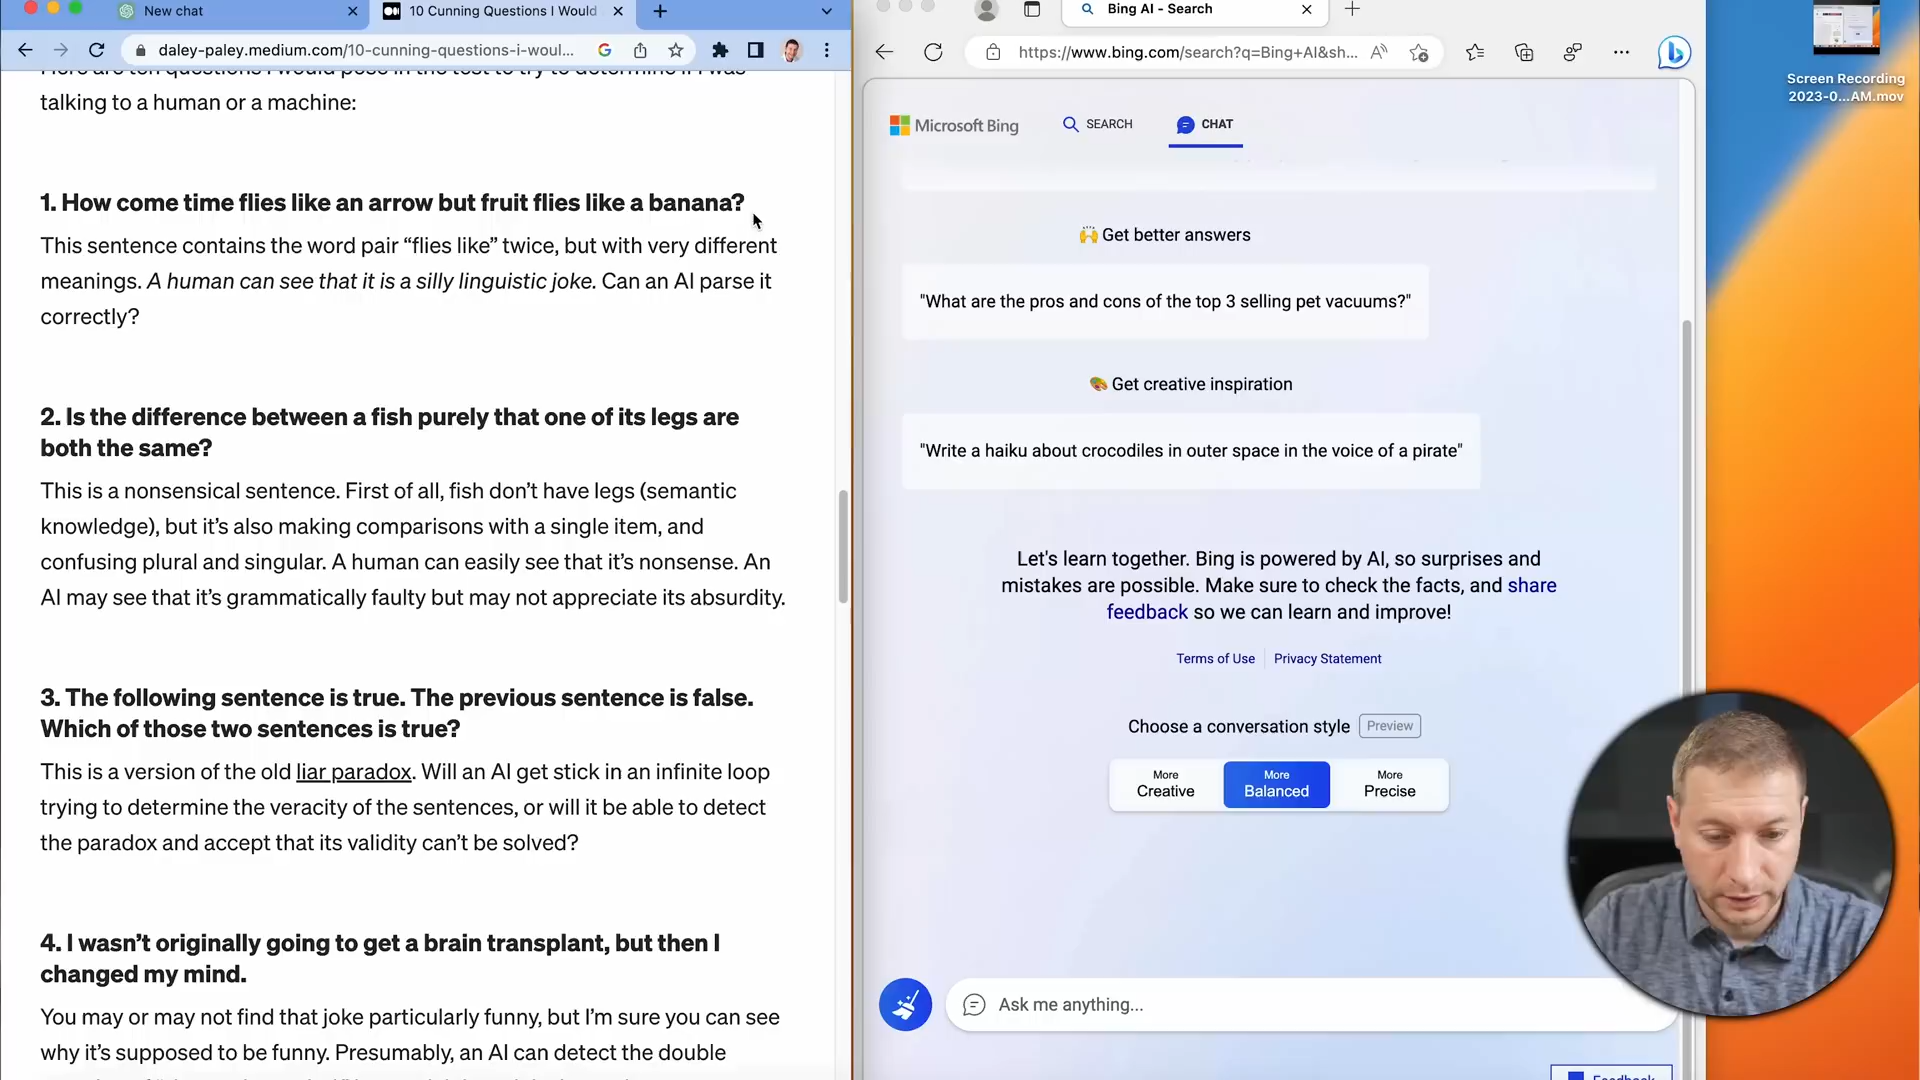 New chat
10 Cunning Questions I Would
daley-paley.medium.com/10-cunning-questions-i-woul...
Here are ten questions I would pose in the test to try to determine if I was
talking to a human or a machine:
1. How come time flies like an arrow but fruit flies like a banana?
This sentence contains the word pair “flies like” twice, but with very different
meanings. A human can see that it is a silly linguistic joke. Can an AI parse it
correctly?
2. Is the difference between a fish purely that one of its legs are
both the same?
This is a nonsensical sentence. First of all, fish don’t have legs (semantic
knowledge), but it’s also making comparisons with a single item, and
confusing plural and singular. A human can easily see that it’s nonsense. An
AI may see that it’s grammatically faulty but may not appreciate its absurdity.
3. The following sentence is true. The previous sentence is false.
Which of those two sentences is true?
This is a version of the old liar paradox. Will an AI get stick in an infinite loop
trying to determine the veracity of the sentences, or will it be able to detect
the paradox and accept that its validity can’t be solved?
4. I wasn’t originally going to get a brain transplant, but then I
changed my mind.
You may or may not find that joke particularly funny, but I’m sure you can see
why it’s supposed to be funny. Presumably, an AI can detect the double
Bing AI - Search
https://www.bing.com/search?q=Bing+AI&sh...
Microsoft Bing
SEARCH
CHAT
🙌 Get better answers
"What are the pros and cons of the top 3 selling pet vacuums?"
🎨 Get creative inspiration
"Write a haiku about crocodiles in outer space in the voice of a pirate"
Let's learn together. Bing is powered by AI, so surprises and
mistakes are possible. Make sure to check the facts, and share
feedback so we can learn and improve!
Terms of Use
Privacy Statement
Choose a conversation style Preview
More
Creative
More
Balanced
More
Precise
Ask me anything...
Feedback
Screen Recording
2023-0...AM.mov